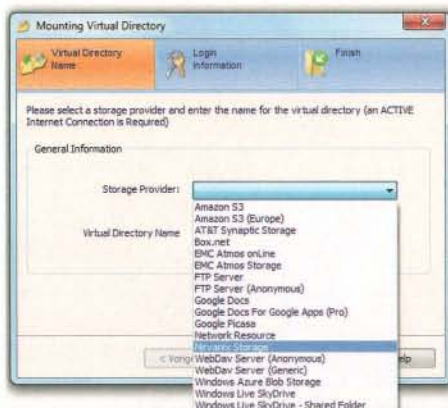 Mounting Virtual Directory
Virtual Directory
Name
Login
Information
Finish
Please select a storage provider and enter the name for the virtual directory (an ACTIVE
Internet Connection is Required)
General Information
Storage Provider:
Amazon S3
Amazon S3 (Europe)
AT&T Synaptic Storage
Box.net
EMC Atmos onLine
EMC Atmos Storage
FTP Server
FTP Server (Anonymous)
Google Docs
Google Docs For Google Apps (Pro)
Google Picasa
Network Resource
Nirvanix Storage
WebDav Server (Anonymous)
WebDav Server (Generic)
Windows Azure Blob Storage
Windows Live SkyDrive
Windows Live SkyDrive - Shared Folder
Virtual Directory Name